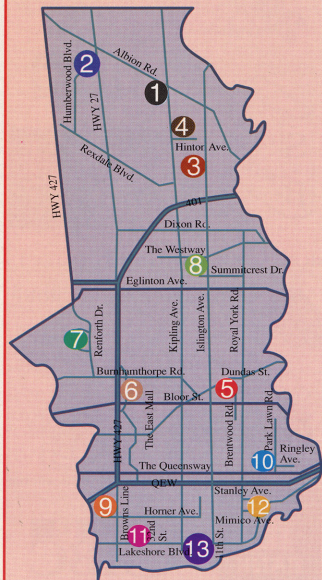 Albion Rd.
Humberwood Blvd.
2
HWY 27
1
4
Hinton Ave.
3
Rexdale Blvd.
HWY 427
401
Dixon Rd.
The Westway
8
Summitcrest Dr.
Eglinton Ave.
Renforth Dr.
Kipling Ave.
Islington Ave.
Royal York Rd.
7
Burnhamthorpe Rd.
Dundas St.
6
5
Bloor St.
The East Mall
Brentwood Rd.
Park Lawn Rd.
HWY 427
10
Ringley Ave.
The Queensway
QEW
Stanley Ave.
9
Browns Line
Horner Ave.
12
Mimico Ave.
11
St.
13
11th St.
Lakeshore Blvd.